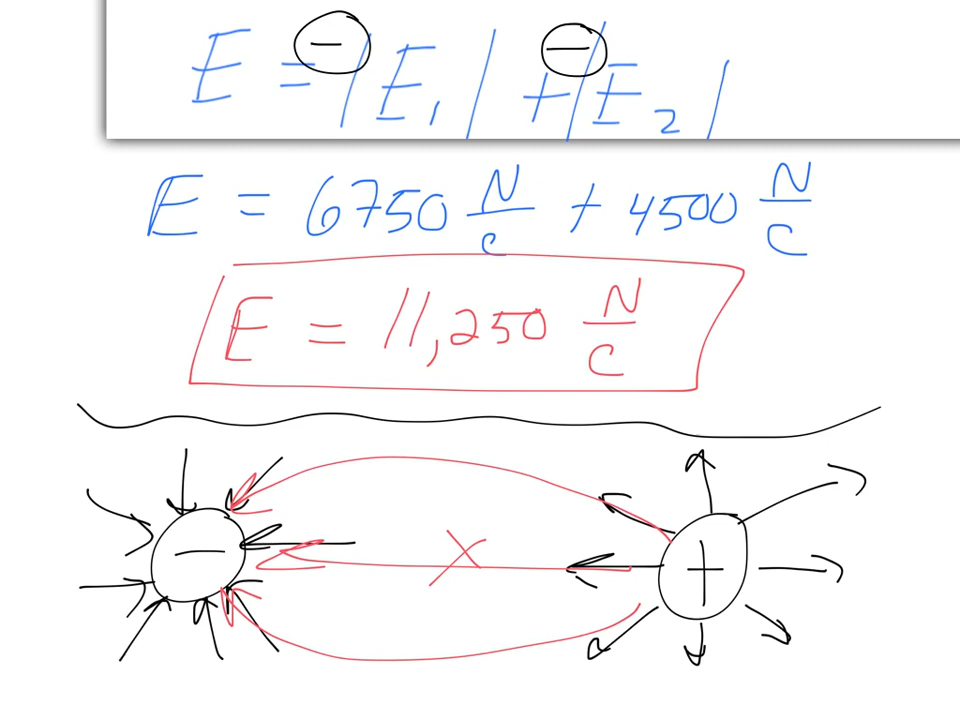 E = -|E₁| + -|E₂|
E = 6750 N/C + 4500 N/C
E = 11,250 N/C
X
− +